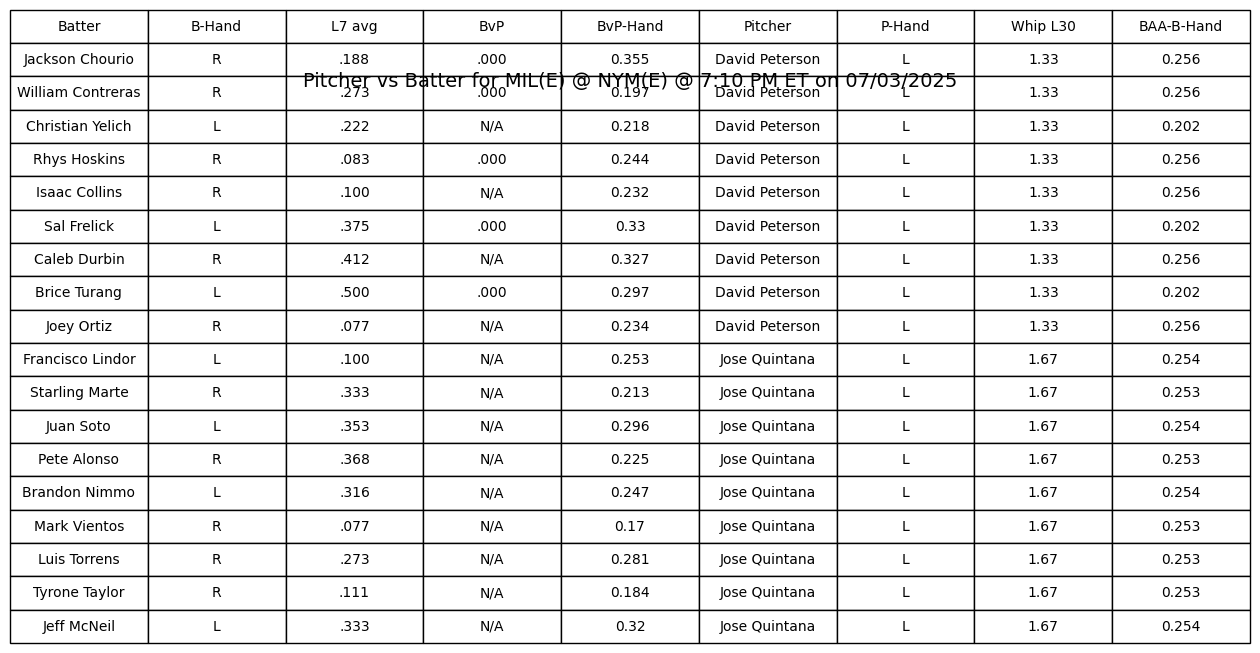 Batter B-Hand L7 avg BvP BvP-Hand Pitcher P-Hand Whip L30 BAA-B-Hand
Jackson Chourio R .188 .000 0.355 David Peterson L 1.33 0.256
Pitcher vs Batter for MIL(E) @ NYM(E) @ 7:10 PM ET on 07/03/2025
William Contreras R .273 .000 0.197 David Peterson L 1.33 0.256
Christian Yelich L .222 N/A 0.218 David Peterson L 1.33 0.202
Rhys Hoskins R .083 .000 0.244 David Peterson L 1.33 0.256
Isaac Collins R .100 N/A 0.232 David Peterson L 1.33 0.256
Sal Frelick L .375 .000 0.33 David Peterson L 1.33 0.202
Caleb Durbin R .412 N/A 0.327 David Peterson L 1.33 0.256
Brice Turang L .500 .000 0.297 David Peterson L 1.33 0.202
Joey Ortiz R .077 N/A 0.234 David Peterson L 1.33 0.256
Francisco Lindor L .100 N/A 0.253 Jose Quintana L 1.67 0.254
Starling Marte R .333 N/A 0.213 Jose Quintana L 1.67 0.253
Juan Soto L .353 N/A 0.296 Jose Quintana L 1.67 0.254
Pete Alonso R .368 N/A 0.225 Jose Quintana L 1.67 0.253
Brandon Nimmo L .316 N/A 0.247 Jose Quintana L 1.67 0.254
Mark Vientos R .077 N/A 0.17 Jose Quintana L 1.67 0.253
Luis Torrens R .273 N/A 0.281 Jose Quintana L 1.67 0.253
Tyrone Taylor R .111 N/A 0.184 Jose Quintana L 1.67 0.253
Jeff McNeil L .333 N/A 0.32 Jose Quintana L 1.67 0.254